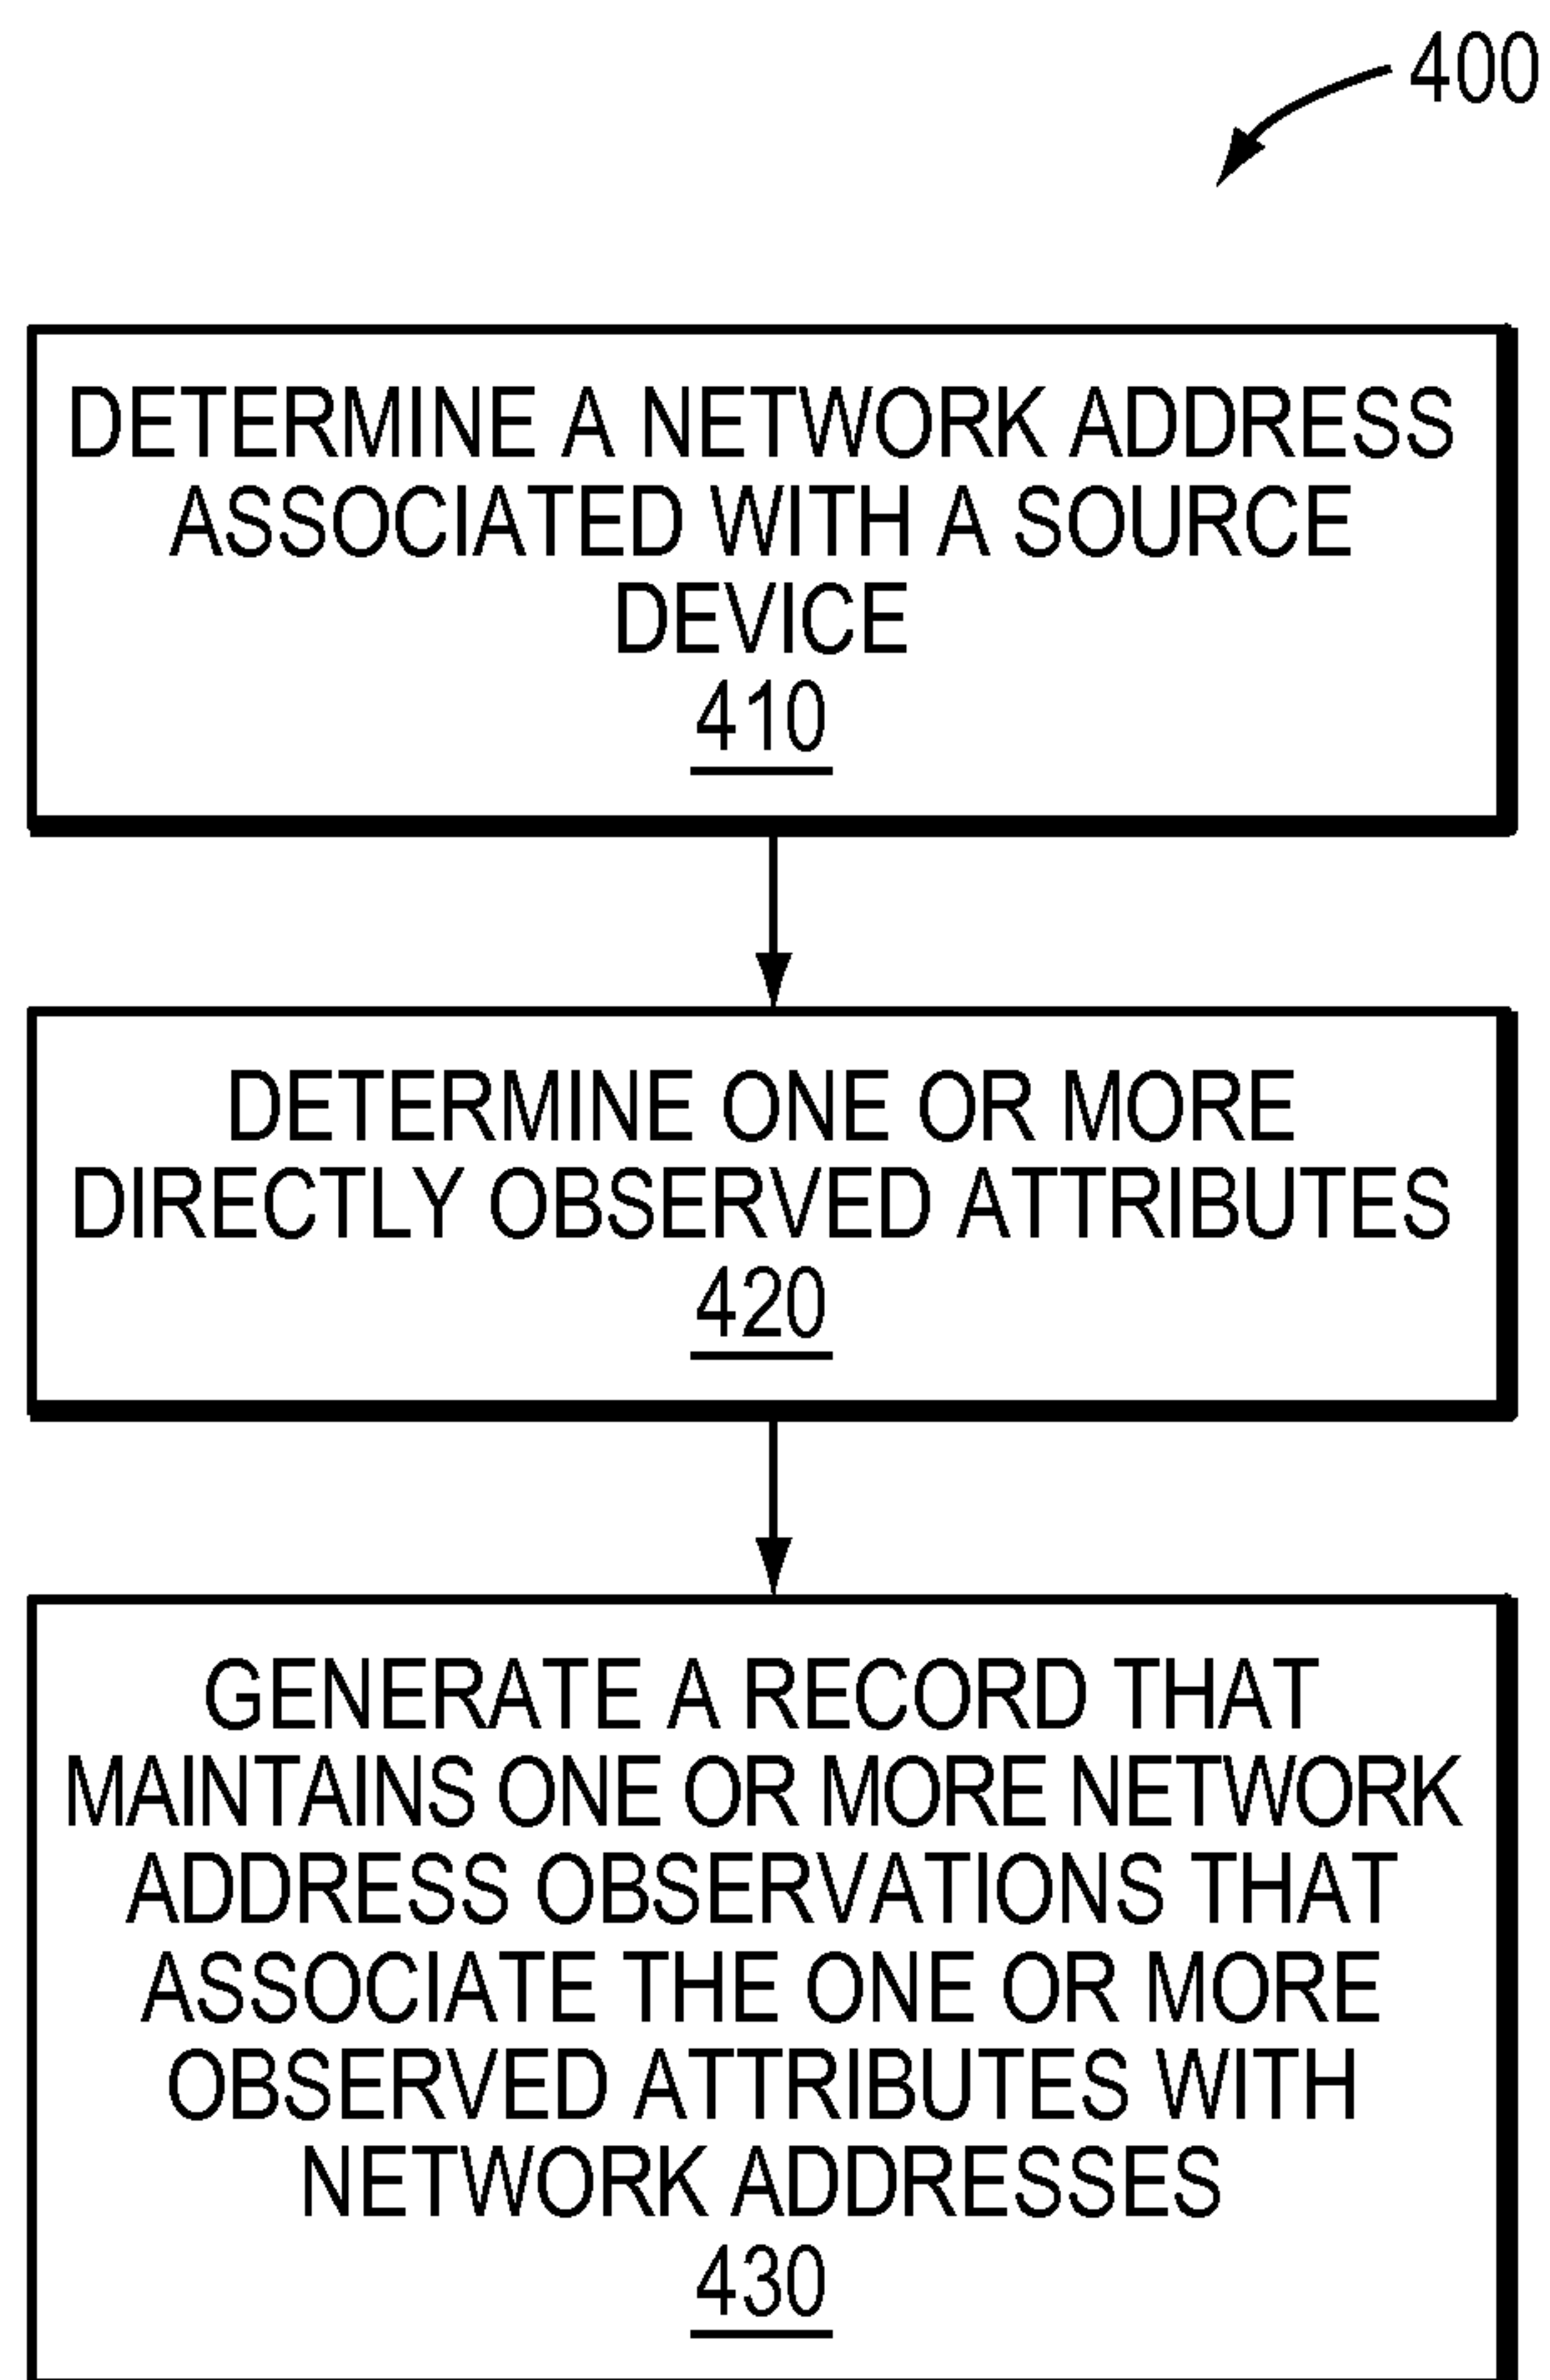 400
DETERMINE A NETWORK ADDRESS
ASSOCIATED WITH A SOURCE
DEVICE
410
DETERMINE ONE OR MORE
DIRECTLY OBSERVED ATTRIBUTES
420
GENERATE A RECORD THAT
MAINTAINS ONE OR MORE NETWORK
ADDRESS OBSERVATIONS THAT
ASSOCIATE THE ONE OR MORE
OBSERVED ATTRIBUTES WITH
NETWORK ADDRESSES
430